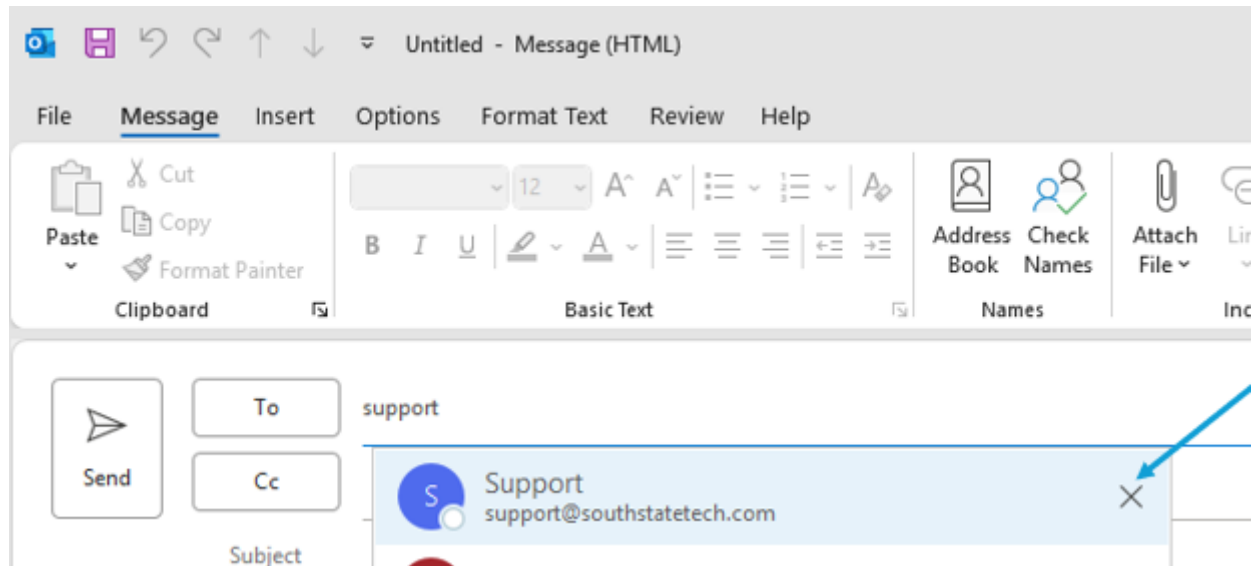 Untitled - Message (HTML)
File Message Insert Options Format Text Review Help
Paste
Cut
Copy
Format Painter
Clipboard
12
B I U
Basic Text
Address Book
Check Names
Names
Attach File
Send
To
support
Cc
S
Support
support@southstatetech.com
Subject